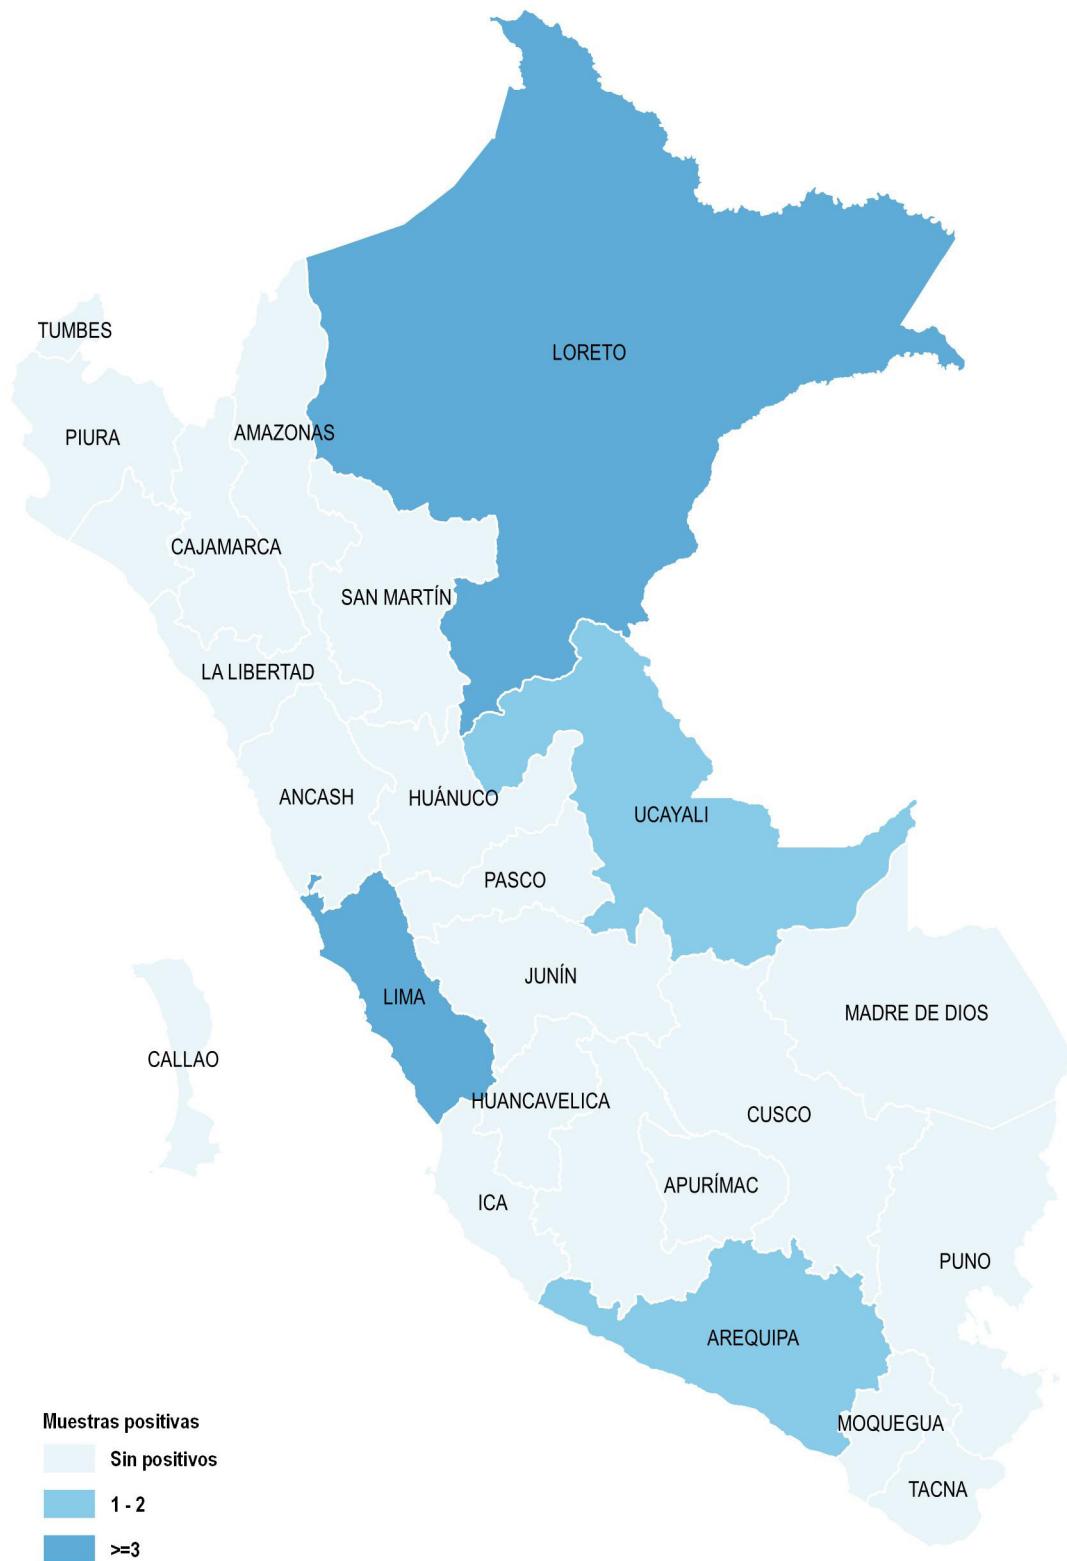 TUMBES
LORETO
PIURA
AMAZONAS
CAJAMARCA
SAN MARTÍN
LA LIBERTAD
ANCASH
HUÁNUCO
UCAYALI
PASCO
JUNÍN
LIMA
MADRE DE DIOS
CALLAO
HUANCAVELICA
CUSCO
APURÍMAC
ICA
PUNO
AREQUIPA
MOQUEGUA
TACNA
Muestras positivas
Sin positivos
1 - 2
>=3